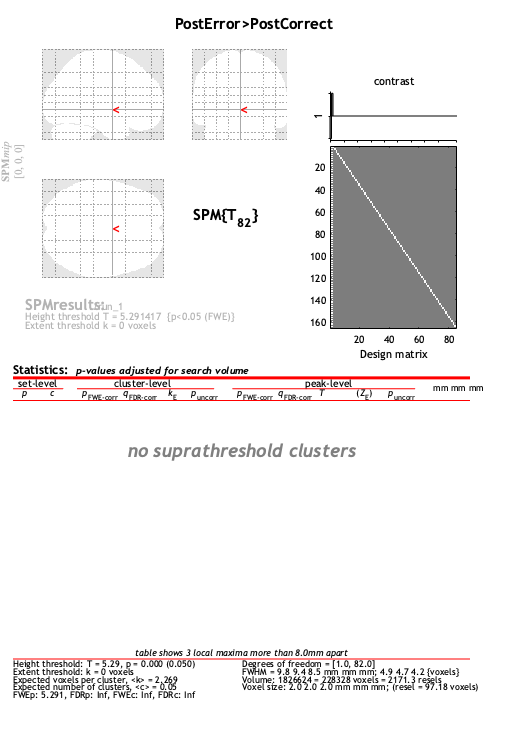 PostError>PostCorrect
<
<
contrast
1
SPMmip
[0, 0, 0]
<
SPM{T82}
20
40
60
80
100
120
140
160
20 40 60 80
Design matrix
SPMresults:
Height threshold T = 5.291417 {p<0.05 (FWE)}
Extent threshold k = 0 voxels
Statistics: p-values adjusted for search volume
set-level cluster-level peak-level mm mm mm
p c pFWE-corr qFDR-corr kE puncorr pFWE-corr qFDR-corr T (ZE) puncorr
no suprathreshold clusters
table shows 3 local maxima more than 8.0mm apart
Height threshold: T = 5.29, p = 0.000 (0.050)
Extent threshold: k = 0 voxels
Expected voxels per cluster, <k> = 2.269
Expected number of clusters, <c> = 0.05
FWEp: 5.291, FDRp: Inf, FWEc: Inf, FDRc: Inf
Degrees of freedom = [1.0, 82.0]
FWHM = 9.8 9.4 8.5 mm mm mm; 4.9 4.7 4.2 {voxels}
Volume: 1826624 = 228328 voxels = 2171.3 resels
Voxel size: 2.0 2.0 2.0 mm mm mm; (resel = 97.18 voxels)